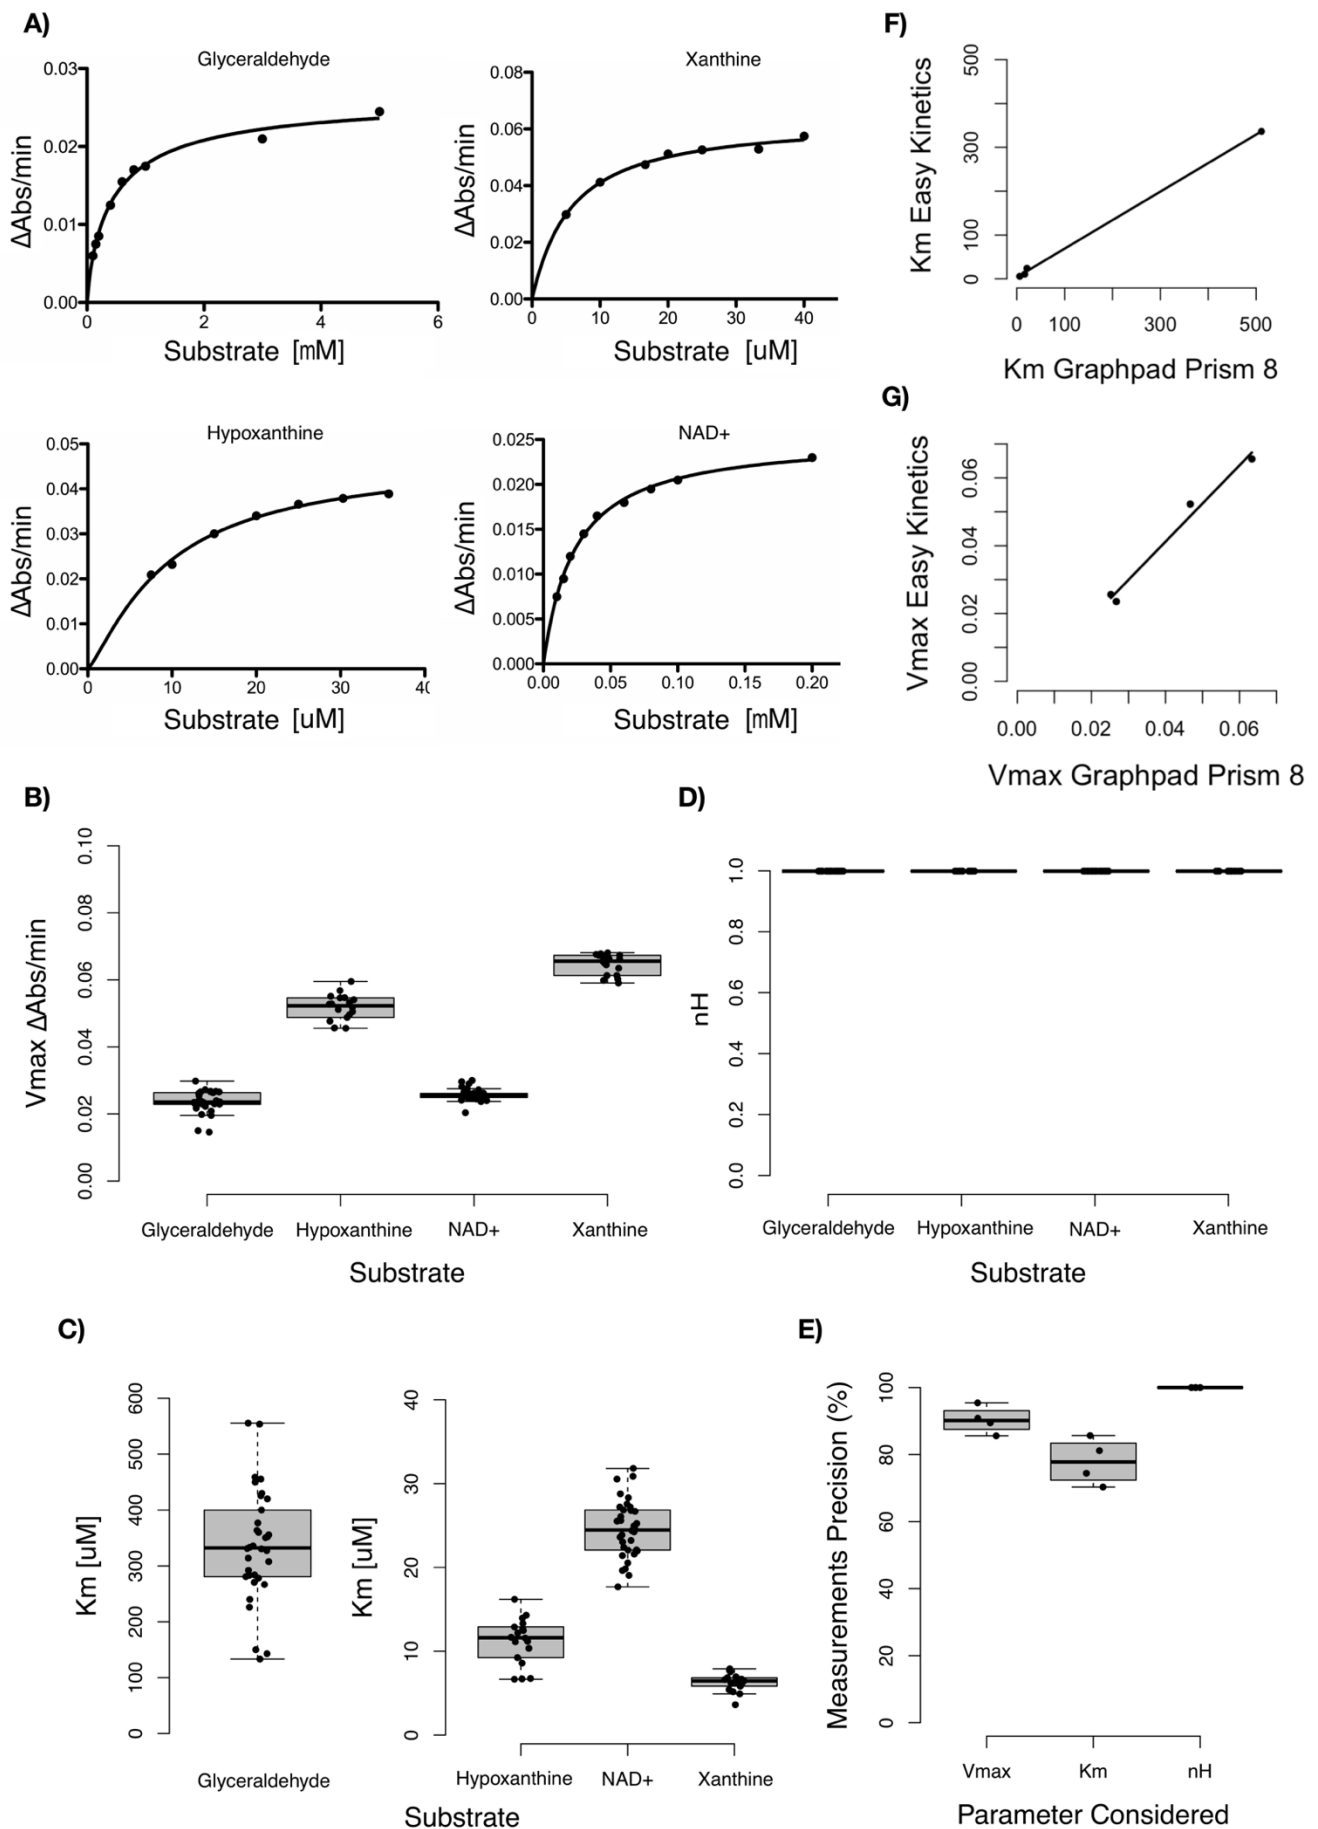 A)
Glyceraldehyde
0.03
0.02
0.01
0.00
0
2
4
6
ΔAbs/min
Substrate [mM]
Xanthine
0.08
0.06
0.04
0.02
0.00
0
10
20
30
40
ΔAbs/min
Substrate [uM]
Hypoxanthine
0.05
0.04
0.03
0.02
0.01
0.00
0
10
20
30
ΔAbs/min
Substrate [uM]
NAD+
0.025
0.020
0.015
0.010
0.005
0.000
0.00
0.05
0.10
0.15
0.20
ΔAbs/min
Substrate [mM]
F)
Km Easy Kinetics
500
300
100
0
0
100
300
500
Km Graphpad Prism 8
G)
Vmax Easy Kinetics
0.06
0.04
0.02
0.00
0.00
0.02
0.04
0.06
Vmax Graphpad Prism 8
B)
Vmax ΔAbs/min
0.10
0.08
0.06
0.04
0.02
0.00
Glyceraldehyde
Hypoxanthine
NAD+
Xanthine
Substrate
D)
nH
1.0
0.8
0.6
0.4
0.2
0.0
Glyceraldehyde
Hypoxanthine
NAD+
Xanthine
Substrate
C)
Km [uM]
600
500
400
300
200
100
0
Glyceraldehyde
Km [uM]
40
30
20
10
0
Hypoxanthine
NAD+
Xanthine
Substrate
E)
Measurements Precision (%)
100
80
60
40
20
0
Vmax
Km
nH
Parameter Considered